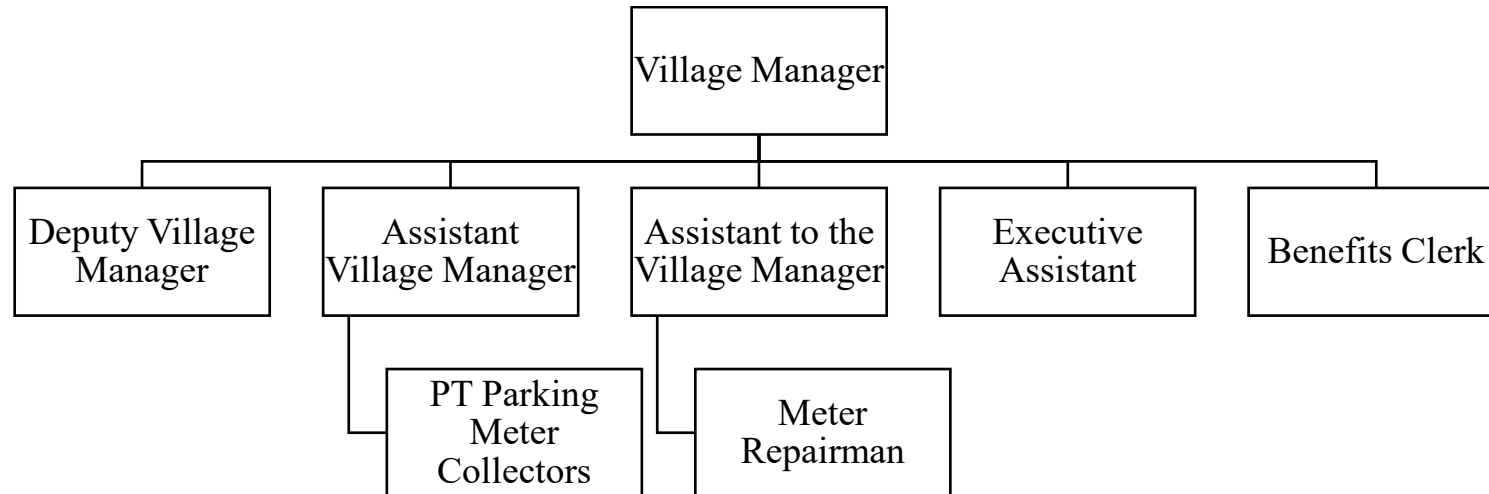 Village Manager
Deputy Village
Manager
Assistant
Village Manager
Assistant to the
Village Manager
Executive
Assistant
Benefits Clerk
PT Parking
Meter
Collectors
Meter
Repairman